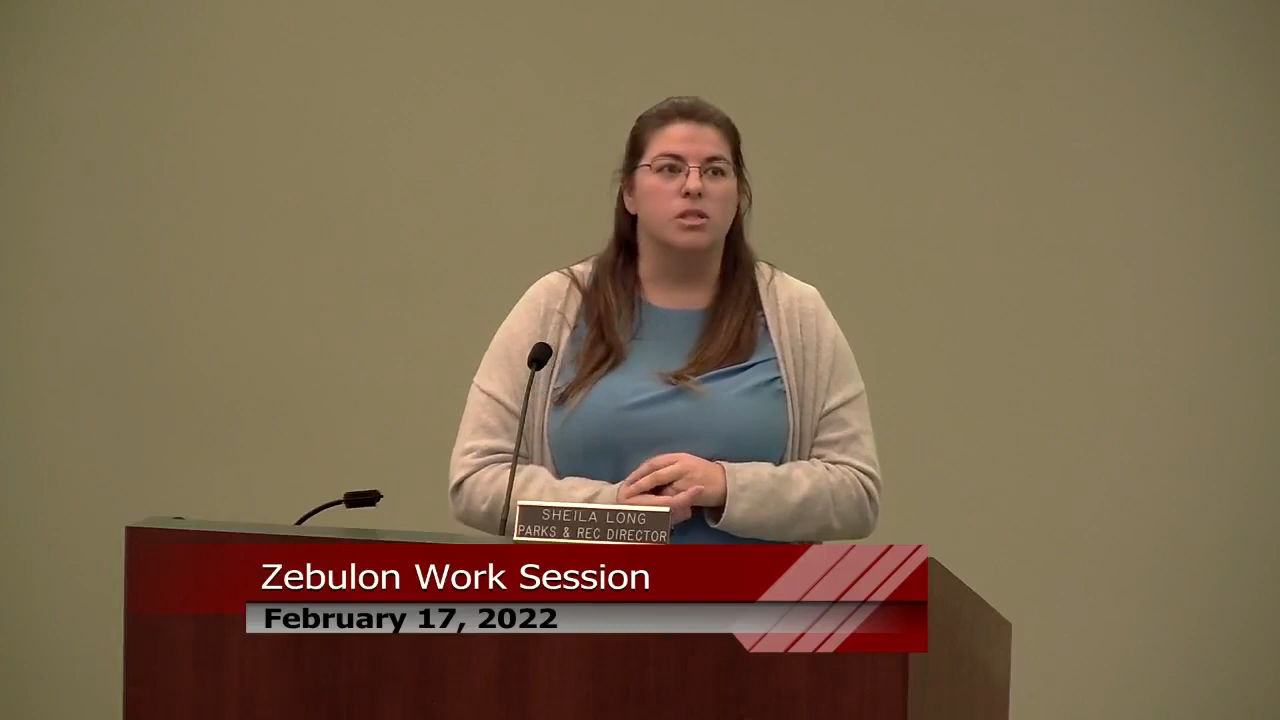 SHEILA LONG
PARKS & REC DIRECTOR
Zebulon Work Session
February 17, 2022